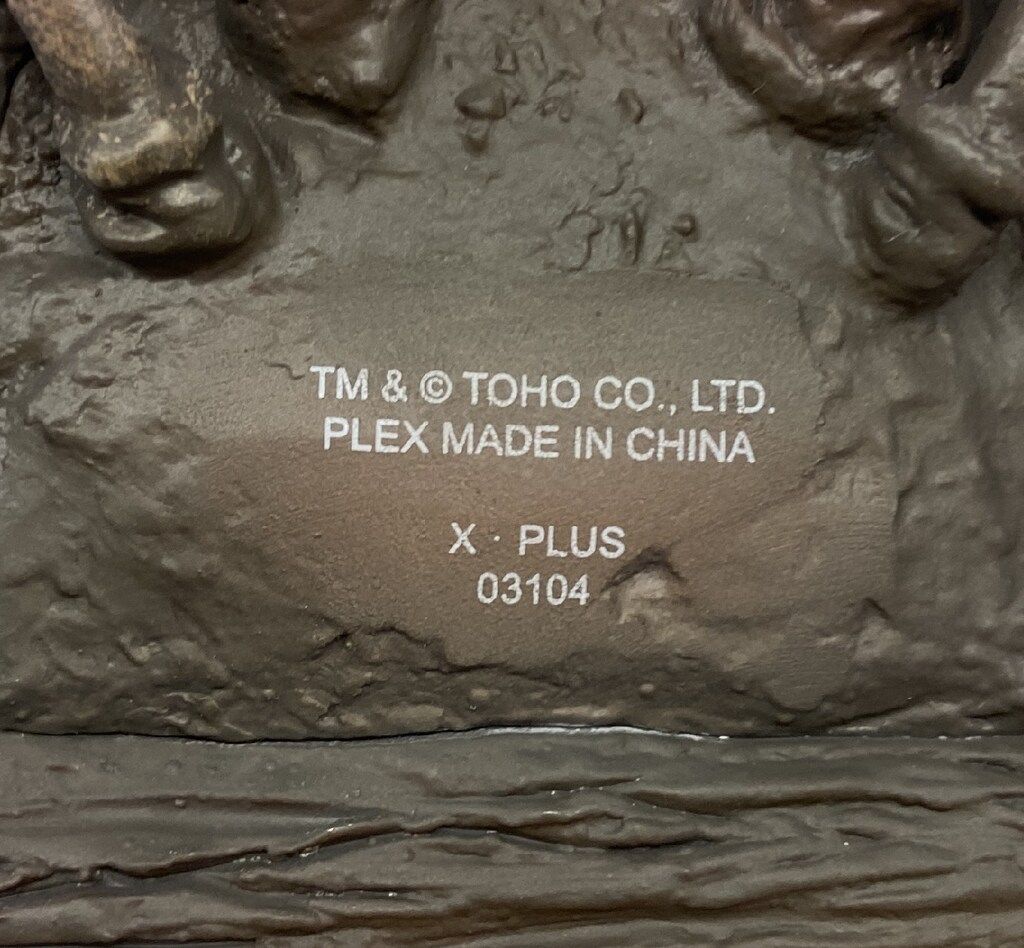 TM & © TOHO CO., LTD.
PLEX MADE IN CHINA
X · PLUS
03104